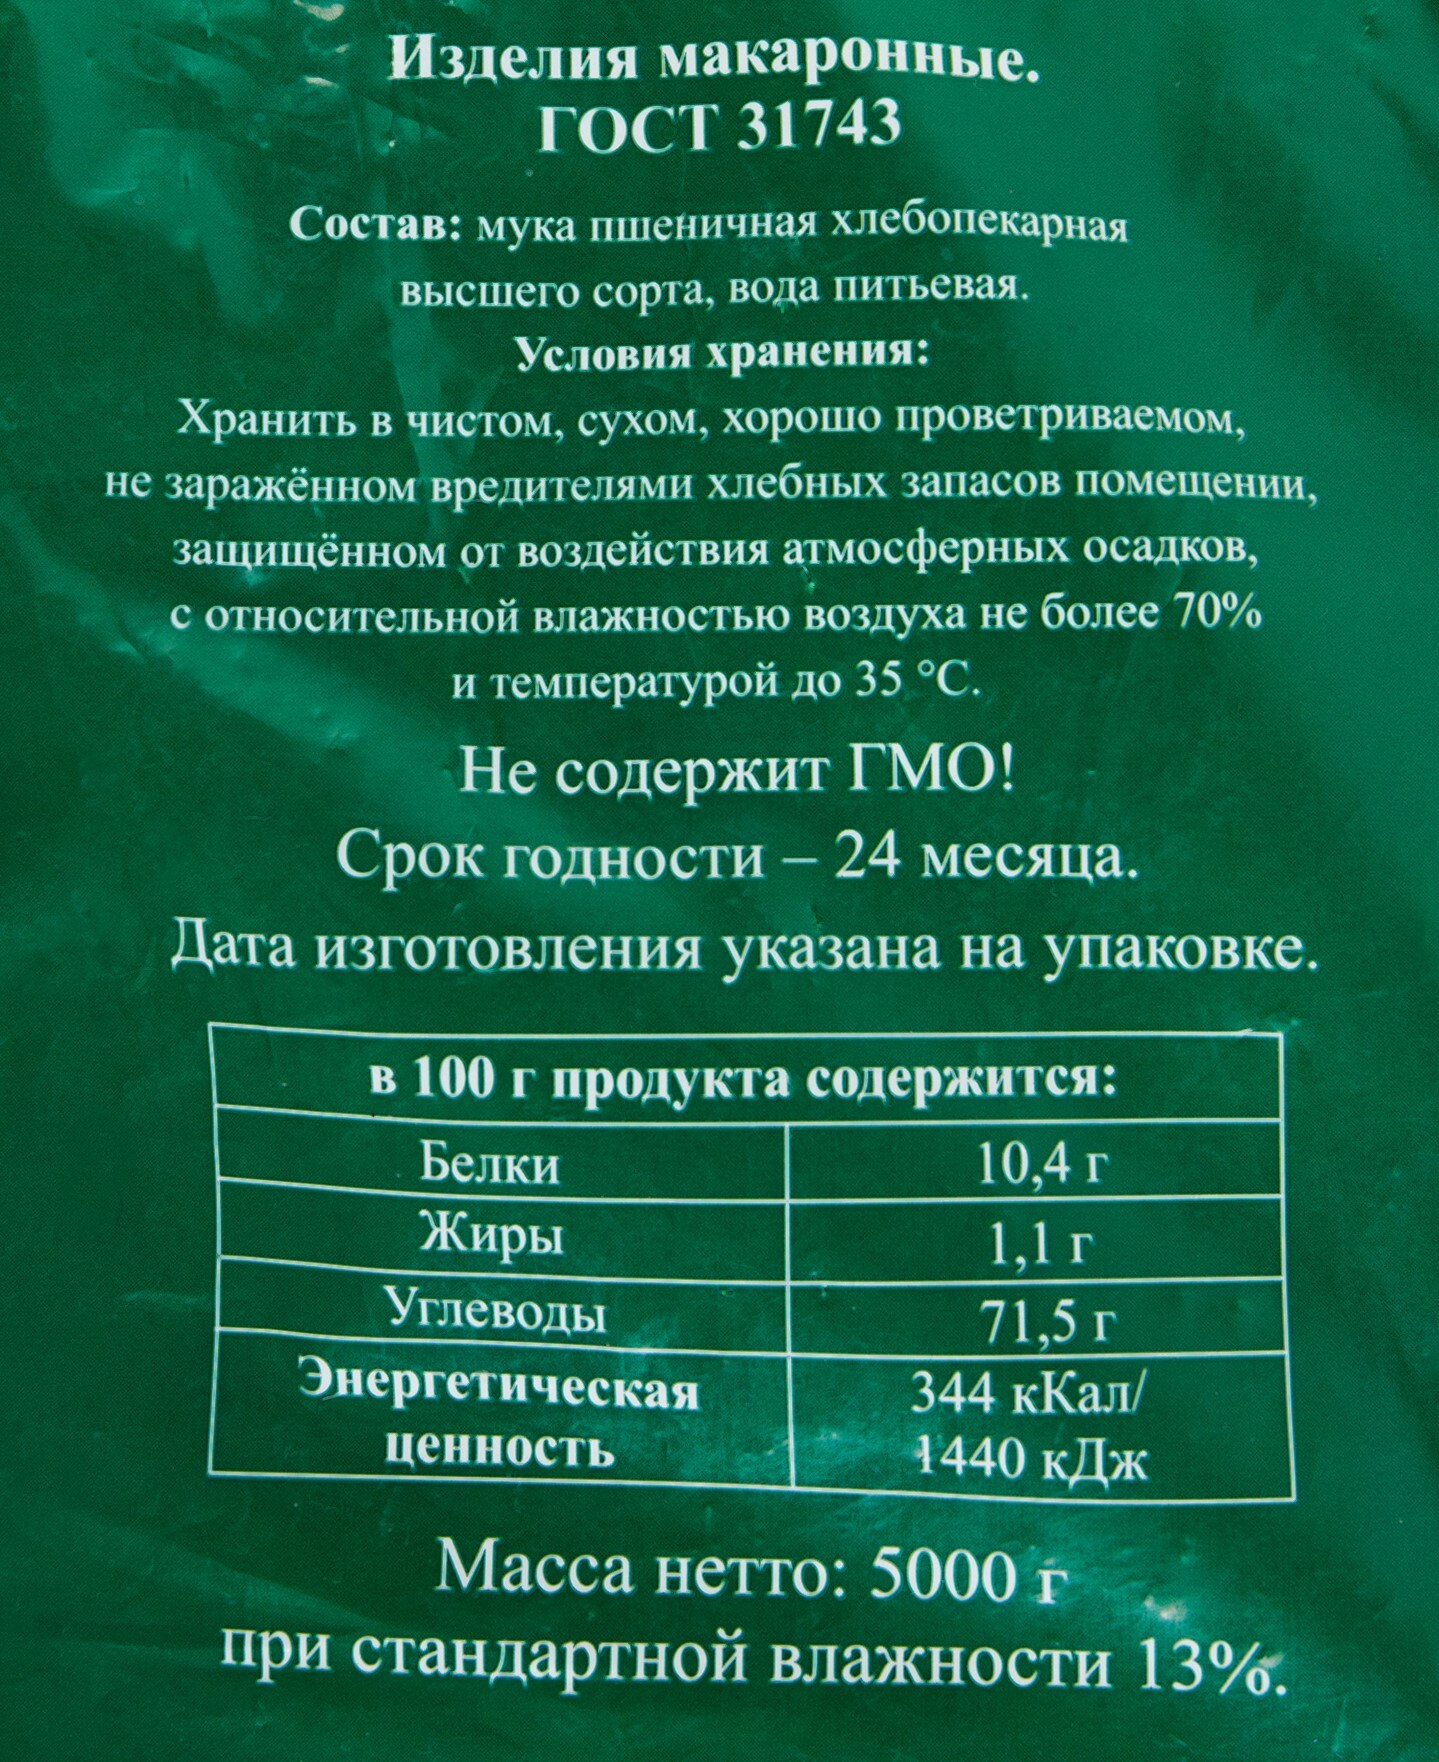 Изделия макаронные.
ГОСТ 31743
Состав: мука пшеничная хлебопекарная
высшего сорта, вода питьевая.
Условия хранения:
Хранить в чистом, сухом, хорошо проветриваемом,
не заражённом вредителями хлебных запасов помещении,
защищённом от воздействия атмосферных осадков,
с относительной влажностью воздуха не более 70%
и температурой до 35 °С.
Не содержит ГМО!
Срок годности – 24 месяца.
Дата изготовления указана на упаковке.
в 100 г продукта содержится:
Белки 10,4 г
Жиры 1,1 г
Углеводы 71,5 г
Энергетическая 344 кКал/
ценность 1440 кДж
Масса нетто: 5000 г
при стандартной влажности 13%.